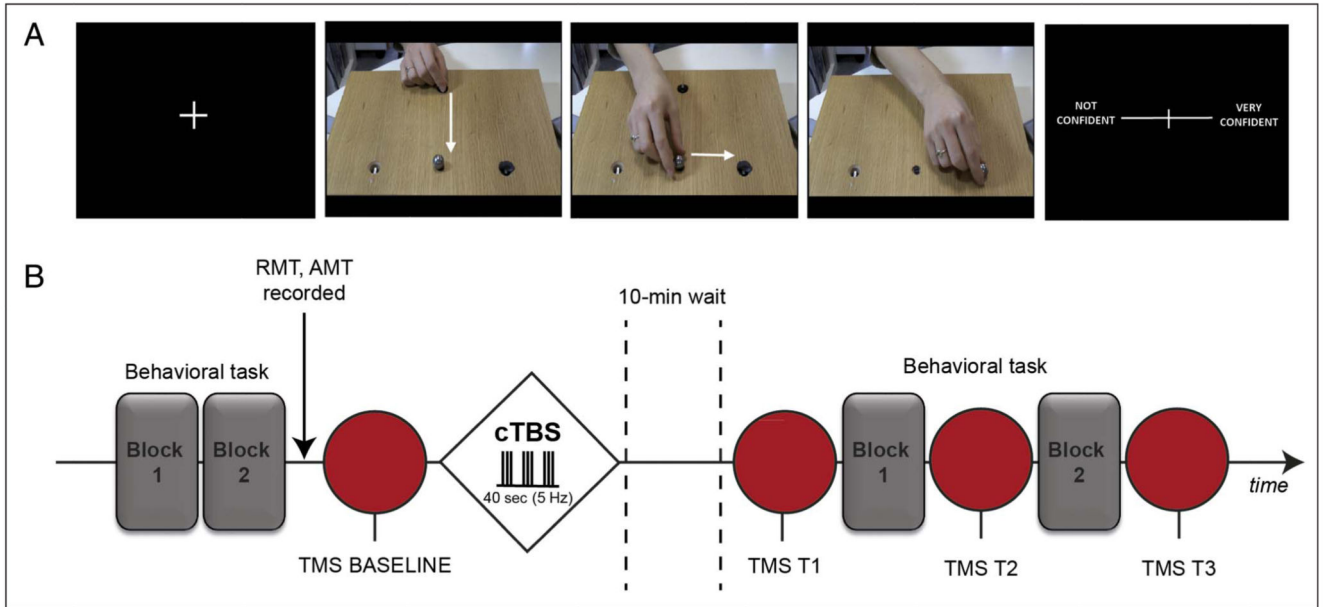 A
NOT
CONFIDENT
VERY
CONFIDENT
B
RMT, AMT
recorded
10-min wait
Behavioral task
Behavioral task
Block
1
Block
2
cTBS
40 sec (5 Hz)
Block
1
Block
2
time
TMS BASELINE
TMS T1
TMS T2
TMS T3